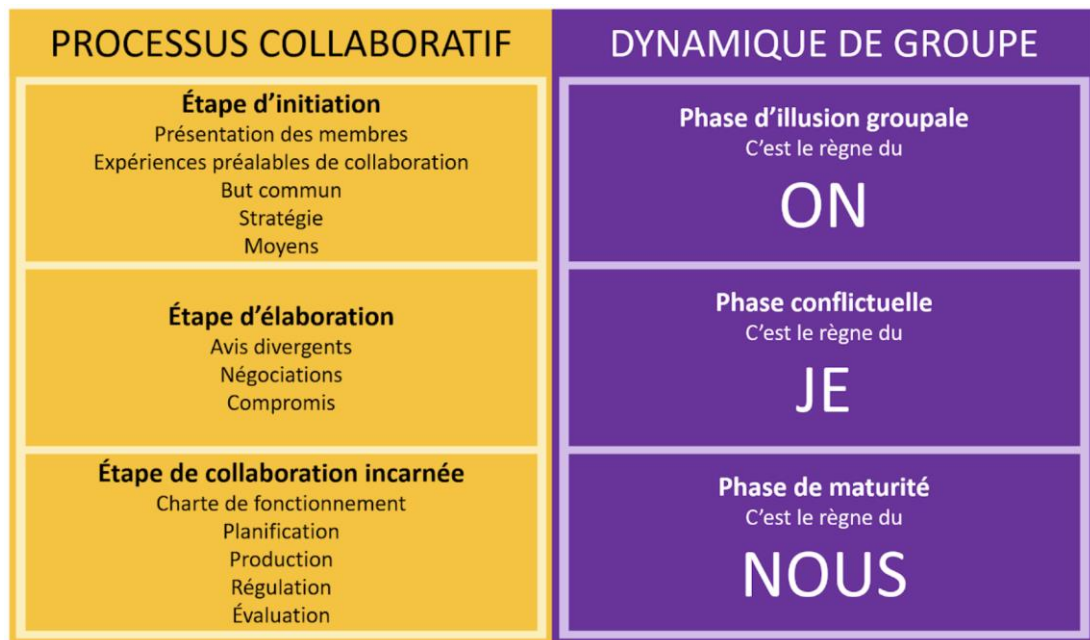 PROCESSUS COLLABORATIF
Étape d’initiation
Présentation des membres
Expériences préalables de collaboration
But commun
Stratégie
Moyens
Étape d’élaboration
Avis divergents
Négociations
Compromis
Étape de collaboration incarnée
Charte de fonctionnement
Planification
Production
Régulation
Évaluation
DYNAMIQUE DE GROUPE
Phase d’illusion groupale
C’est le règne du
ON
Phase conflictuelle
C’est le règne du
JE
Phase de maturité
C’est le règne du
NOUS